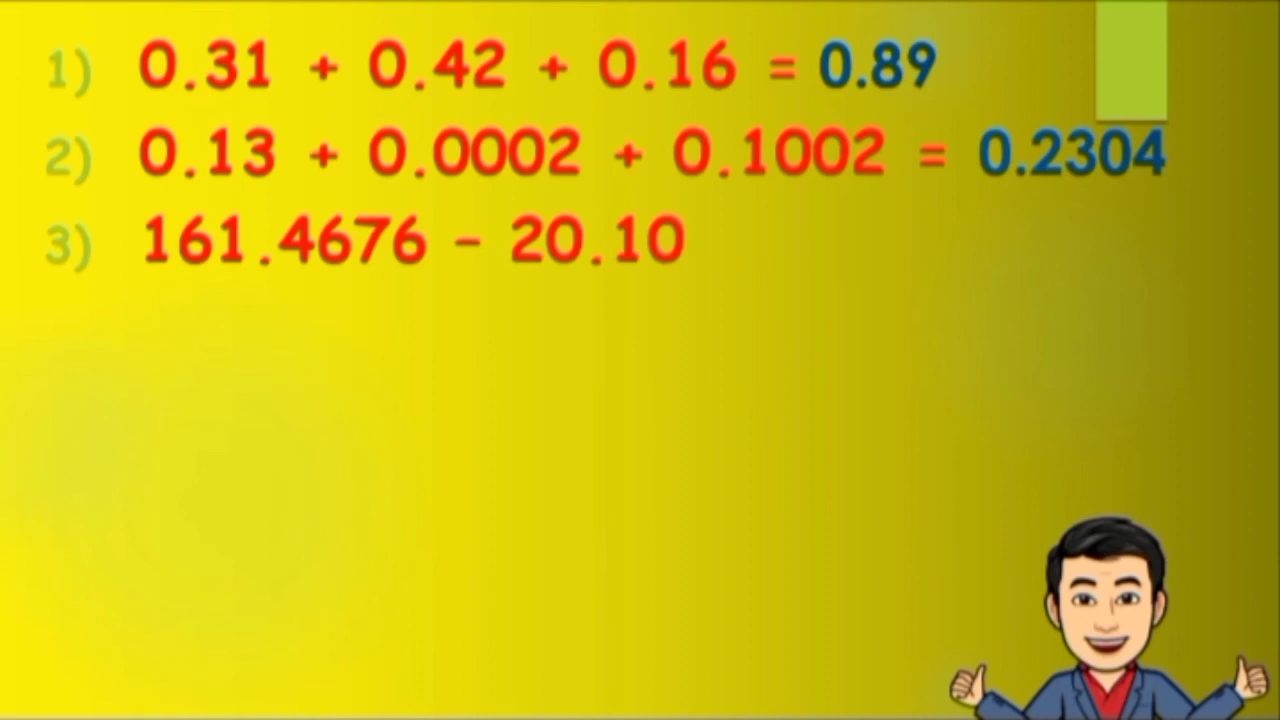 1) 0.31 + 0.42 + 0.16 = 0.89
2) 0.13 + 0.0002 + 0.1002 = 0.2304
3) 161.4676 – 20.10